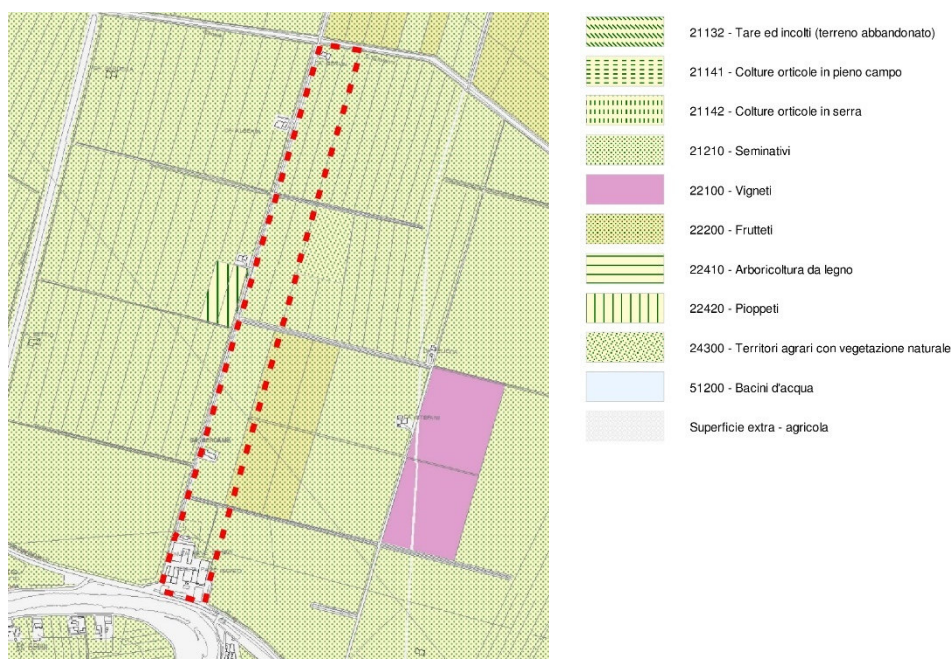 21132 - Tare ed incolti (terreno abbandonato)
21141 - Colture orticole in pieno campo
21142 - Colture orticole in serra
21210 - Seminativi
22100 - Vigneti
22200 - Frutteti
22410 - Arboricoltura da legno
22420 - Pioppeti
24300 - Territori agrari con vegetazione naturale
51200 - Bacini d'acqua
Superficie extra - agricola